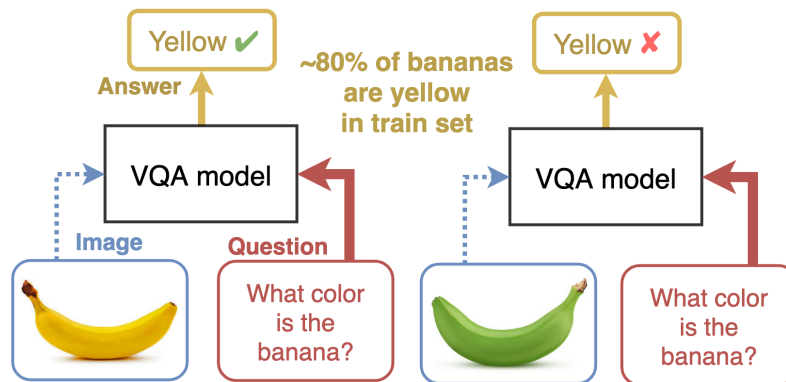 Yellow ✔
Answer
~80% of bananas
are yellow
in train set
Yellow ✘
VQA model
VQA model
Image
Question
What color
is the
banana?
What color
is the
banana?